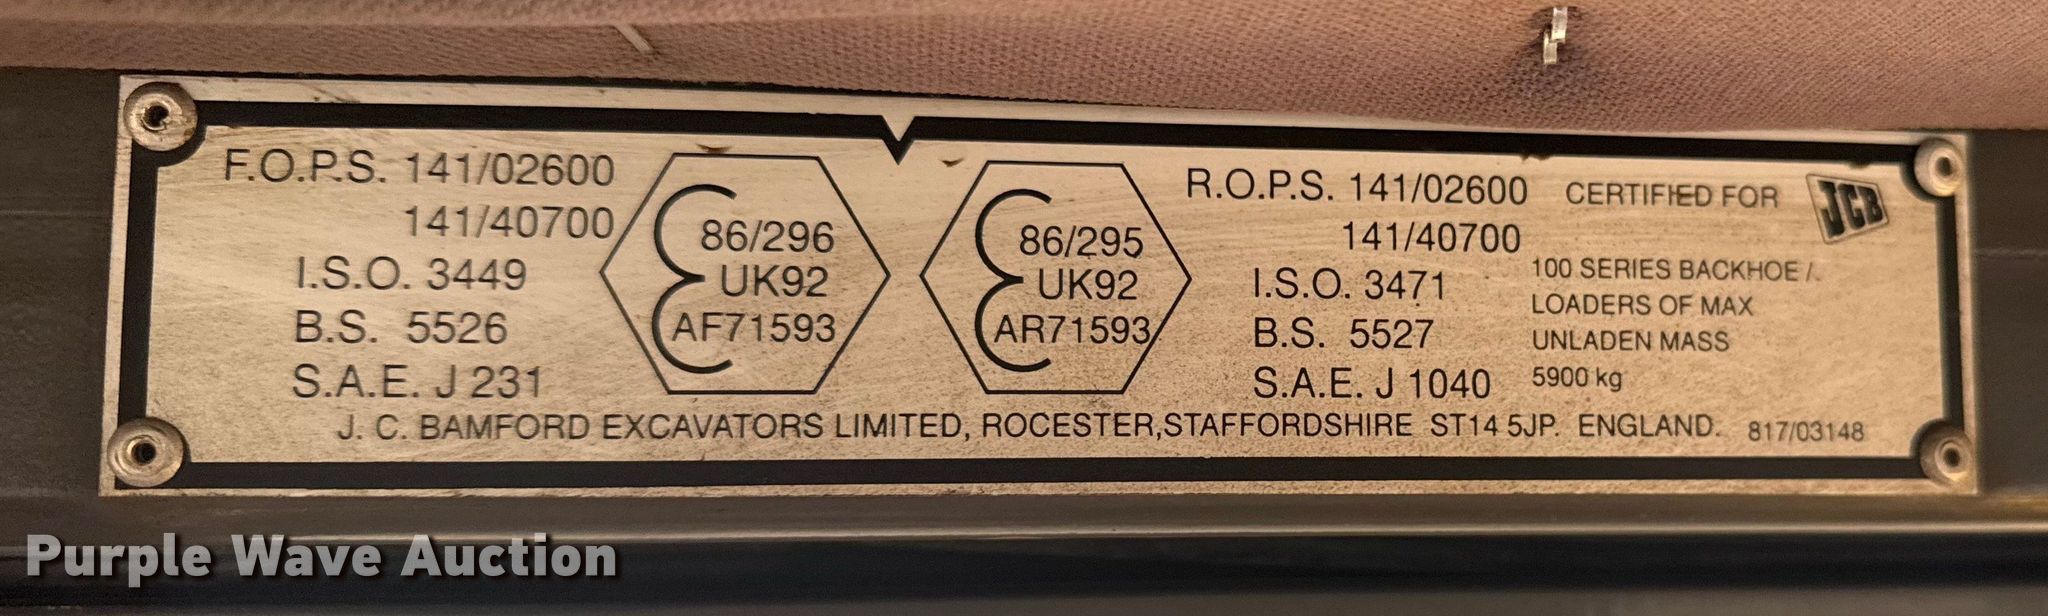 F.O.P.S. 141/02600
141/40700
I.S.O. 3449
B.S. 5526
S.A.E. J 231
86/296
UK92
AF71593
86/295
UK92
AR71593
R.O.P.S. 141/02600
141/40700
I.S.O. 3471
B.S. 5527
S.A.E. J 1040
CERTIFIED FOR
JCB
100 SERIES BACKHOE/.
LOADERS OF MAX
UNLADEN MASS
5900 kg
J. C. BAMFORD EXCAVATORS LIMITED, ROCESTER,STAFFORDSHIRE ST14 5JP. ENGLAND. 817/03148
Purple Wave Auction